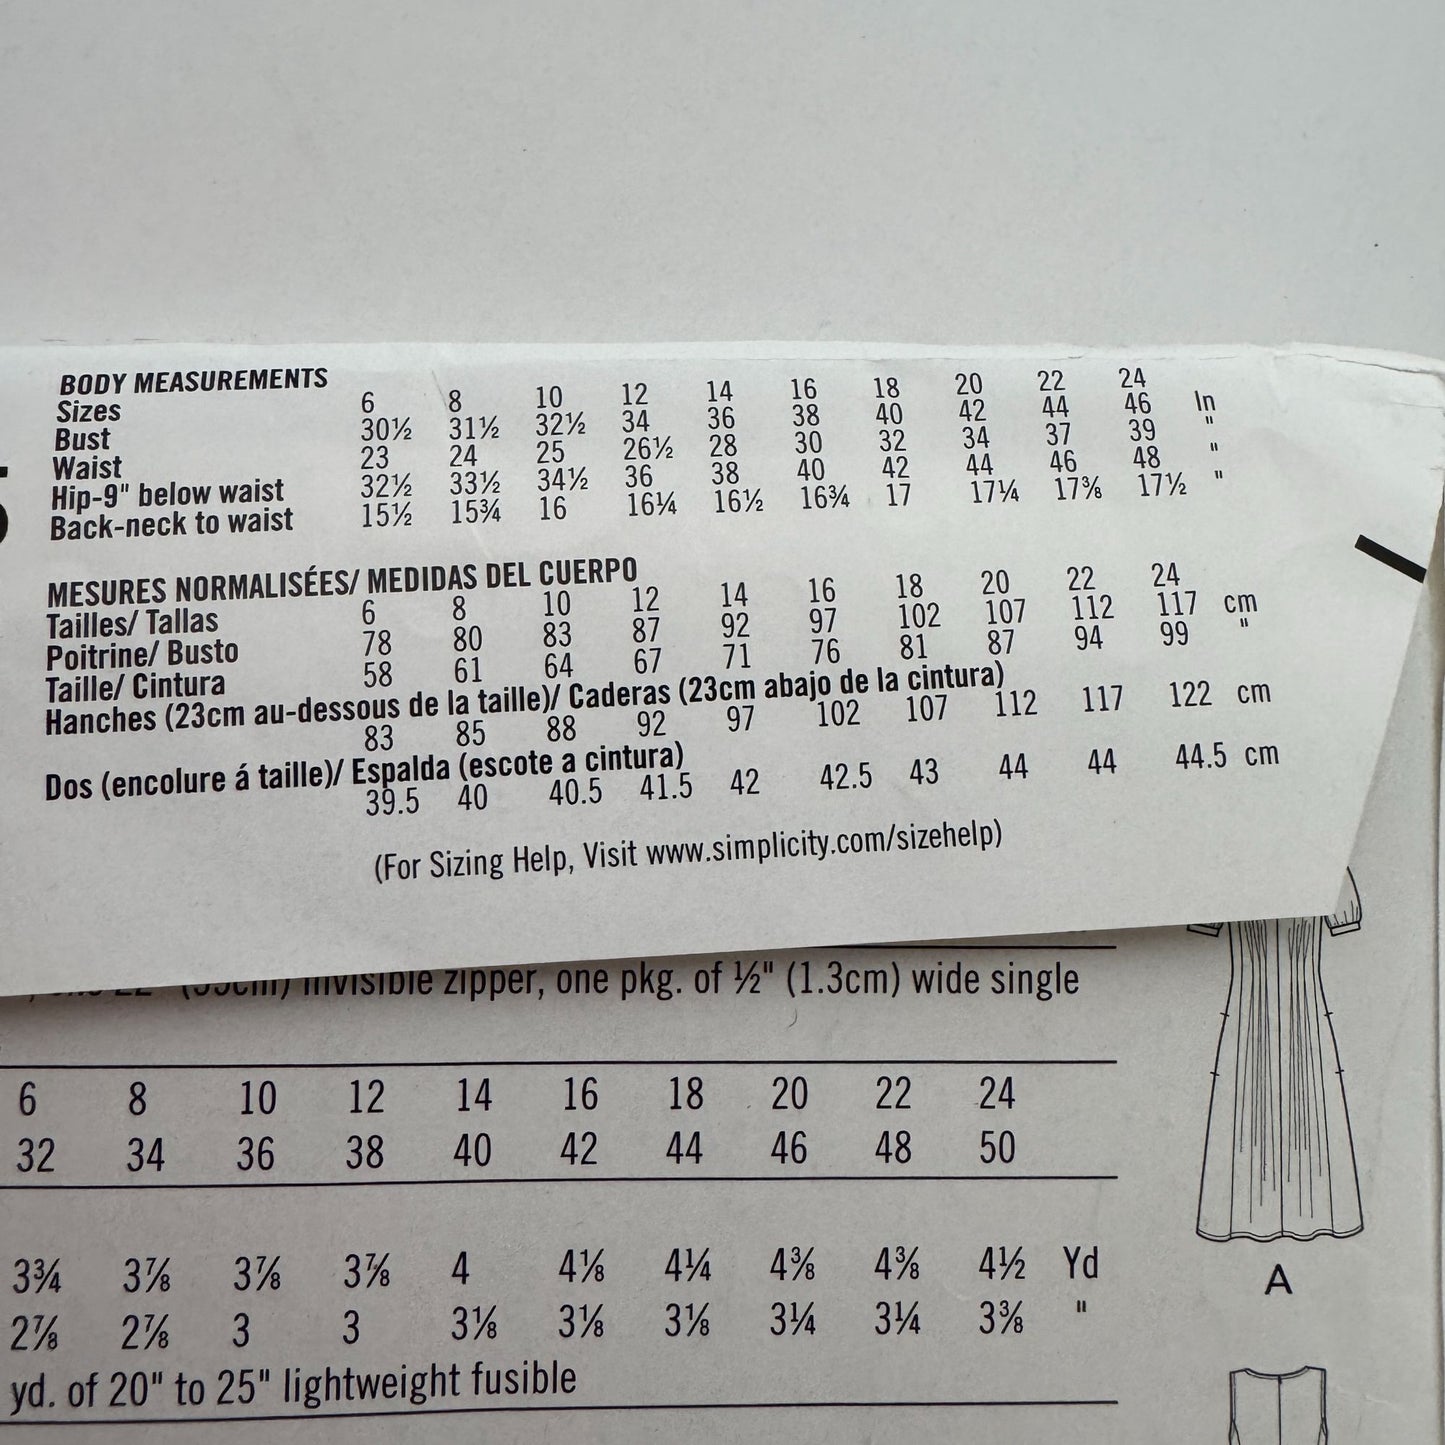 BODY MEASUREMENTS
Sizes 6 8 10 12 14 16 18 20 22 24
Bust 30½ 31½ 32½ 34 36 38 40 42 44 46 In
Waist 23 24 25 26½ 28 30 32 34 37 39 "
Hip-9" below waist 32½ 33½ 34½ 36 38 40 42 44 46 48 "
Back-neck to waist 15½ 15¾ 16 16¼ 16½ 16¾ 17 17¼ 17⅜ 17½ "
MESURES NORMALISÉES/ MEDIDAS DEL CUERPO
Tailles/ Tallas 6 8 10 12 14 16 18 20 22 24
Poitrine/ Busto 78 80 83 87 92 97 102 107 112 117 cm
Taille/ Cintura 58 61 64 67 71 76 81 87 94 99 "
Hanches (23cm au-dessous de la taille)/ Caderas (23cm abajo de la cintura)
83 85 88 92 97 102 107 112 117 122 cm
Dos (encolure á taille)/ Espalda (escote a cintura)
39.5 40 40.5 41.5 42 42.5 43 44 44 44.5 cm
(For Sizing Help, Visit www.simplicity.com/sizehelp)
invisible zipper, one pkg. of ½" (1.3cm) wide single
6 8 10 12 14 16 18 20 22 24
32 34 36 38 40 42 44 46 48 50
3¾ 3⅞ 3⅞ 3⅞ 4 4⅛ 4¼ 4⅜ 4⅜ 4½ Yd
2⅞ 2⅞ 3 3 3⅛ 3⅛ 3⅛ 3¼ 3¼ 3⅜ "
yd. of 20" to 25" lightweight fusible
A